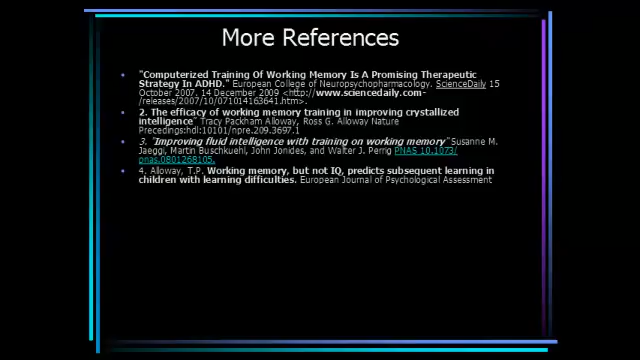 More References
"Computerized Training Of Working Memory Is A Promising Therapeutic
Strategy In ADHD." European College of Neuropsychopharmacology. ScienceDaily 15
October 2007. 14 December 2009 <http://www.sciencedaily.com-
/releases/2007/10/071014163641.htm>.
2. The efficacy of working memory training in improving crystallized
intelligence" Tracy Packham Alloway, Ross G. Alloway Nature
Precedings:hdl:10101/npre.209.3697.1
3. "Improving fluid intelligence with training on working memory" Susanne M.
Jaeggi, Martin Buschkuehl, John Jonides, and Walter J. Perrig PNAS 10.1073/
pnas.0801268105.
4. Alloway, T.P. Working memory, but not IQ, predicts subsequent learning in
children with learning difficulties. European Journal of Psychological Assessment